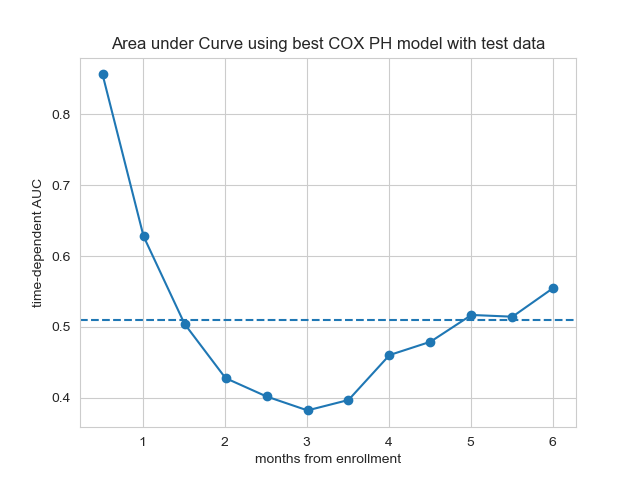 Area under Curve using best COX PH model with test data
time-dependent AUC
0.8
0.7
0.6
0.5
0.4
1 2 3 4 5 6
months from enrollment